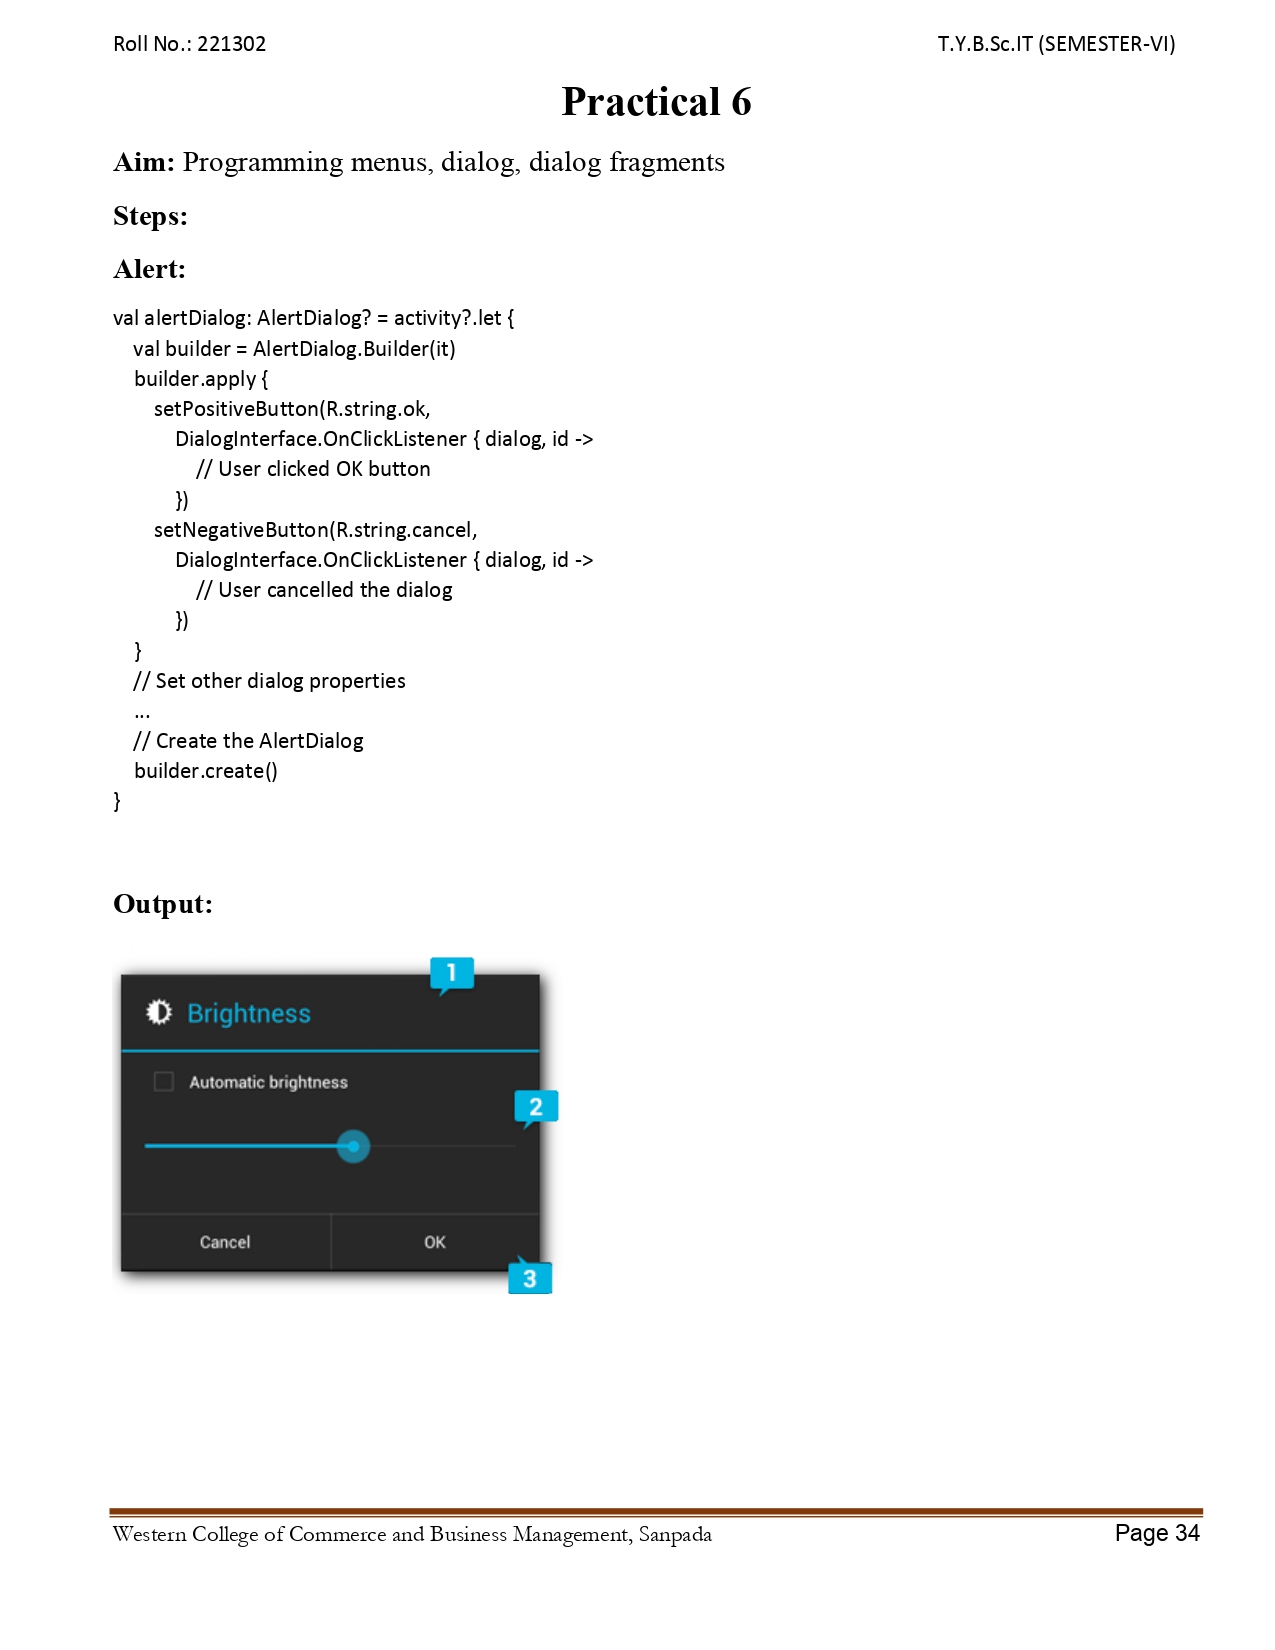 Roll No.: 221302 T.Y.B.Sc.IT (SEMESTER-VI)
Practical 6
Aim: Programming menus, dialog, dialog fragments
Steps:
Alert:
val alertDialog: AlertDialog? = activity?.let {
    val builder = AlertDialog.Builder(it)
    builder.apply {
        setPositiveButton(R.string.ok,
            DialogInterface.OnClickListener { dialog, id ->
                // User clicked OK button
            })
        setNegativeButton(R.string.cancel,
            DialogInterface.OnClickListener { dialog, id ->
                // User cancelled the dialog
            })
    }
    // Set other dialog properties
    ...
    // Create the AlertDialog
    builder.create()
}
Output:
1
Brightness
Automatic brightness
2
Cancel OK
3
Western College of Commerce and Business Management, Sanpada Page 34